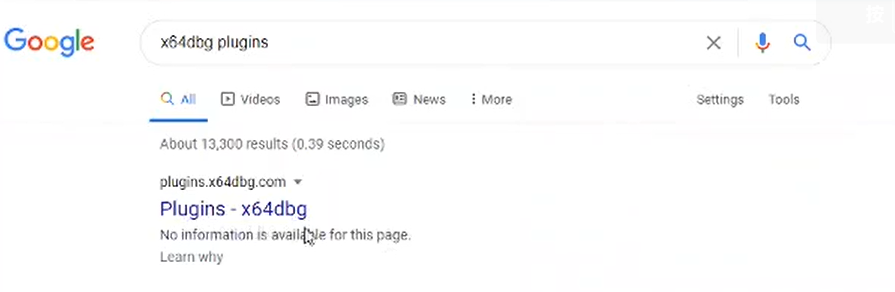 按
Google
x64dbg plugins
All Videos Images News More Settings Tools
About 13,300 results (0.39 seconds)
plugins.x64dbg.com
Plugins - x64dbg
No information is available for this page.
Learn why